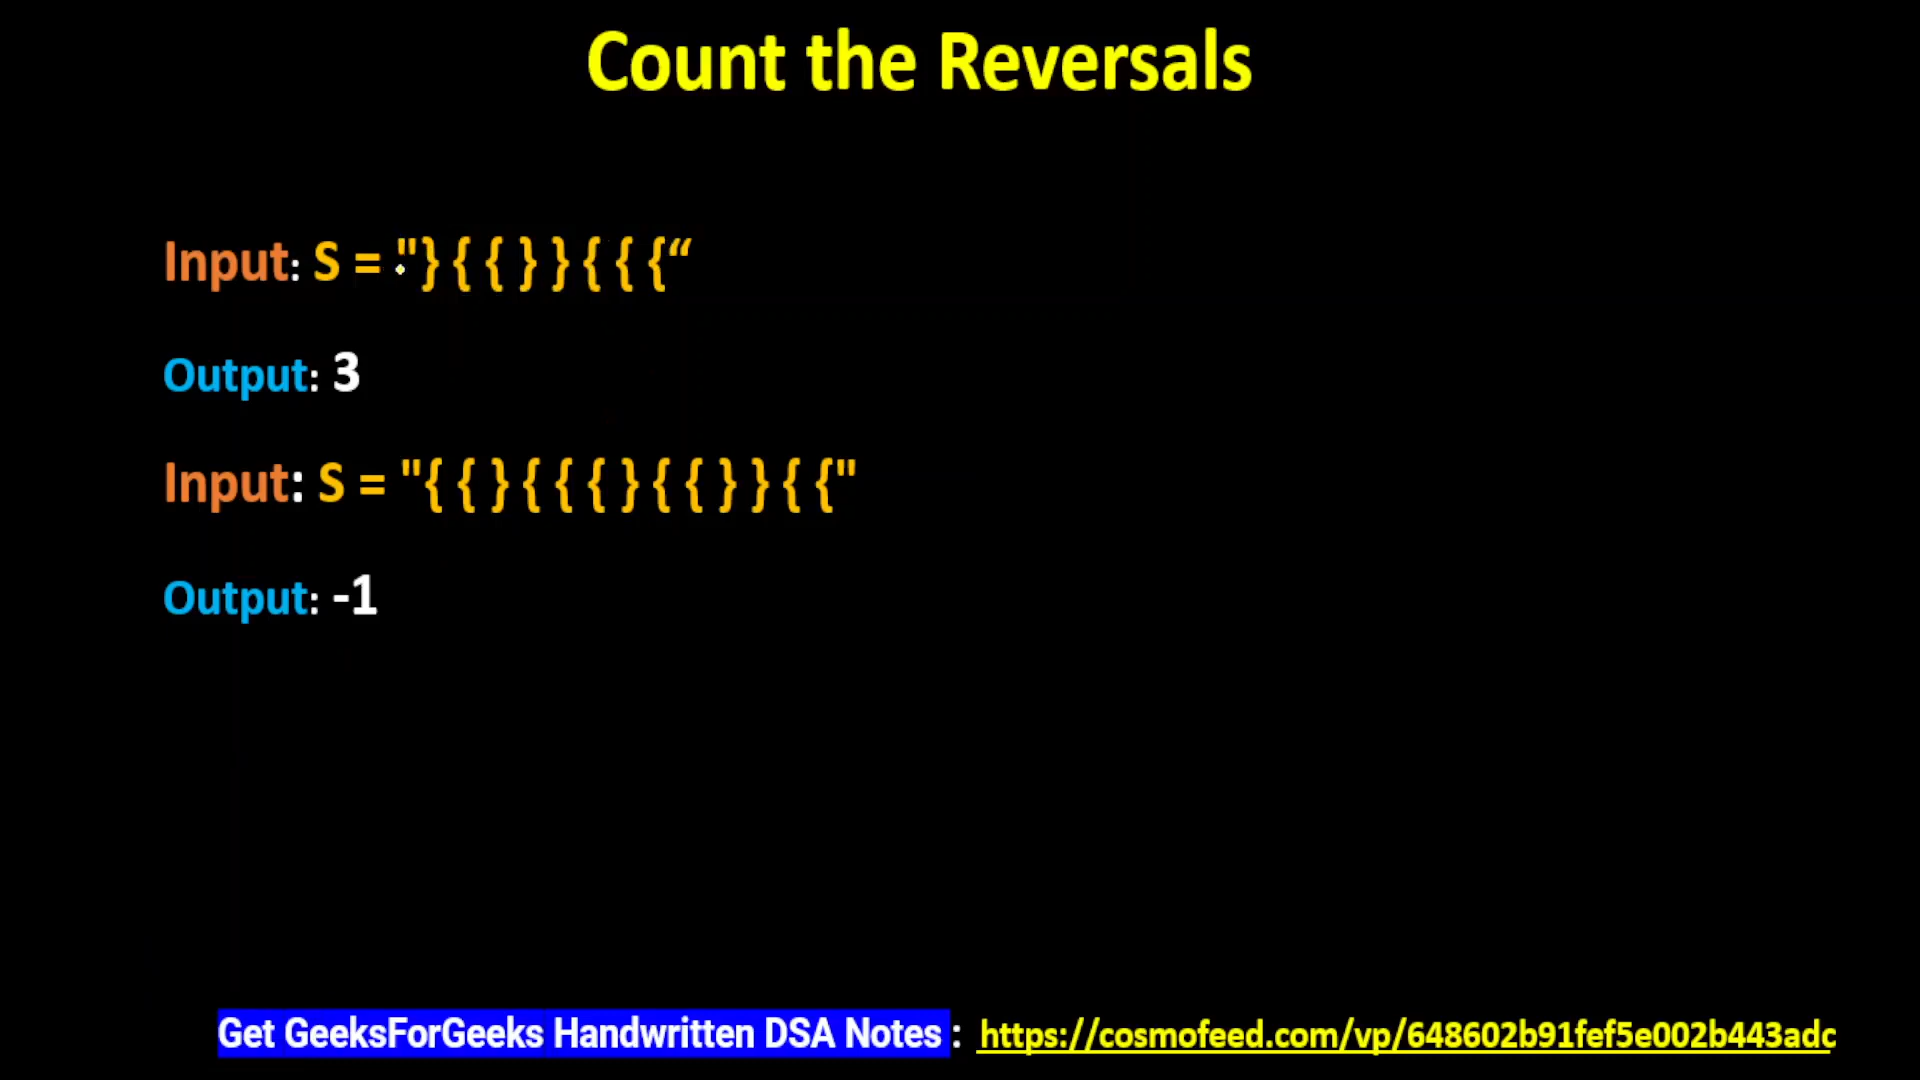 Count the Reversals
Input: S = "} { { } } { { {“
Output: 3
Input: S = "{ { } { { { } { { } } { {"
Output: -1
Get GeeksForGeeks Handwritten DSA Notes : https://cosmofeed.com/vp/648602b91fef5e002b443adc